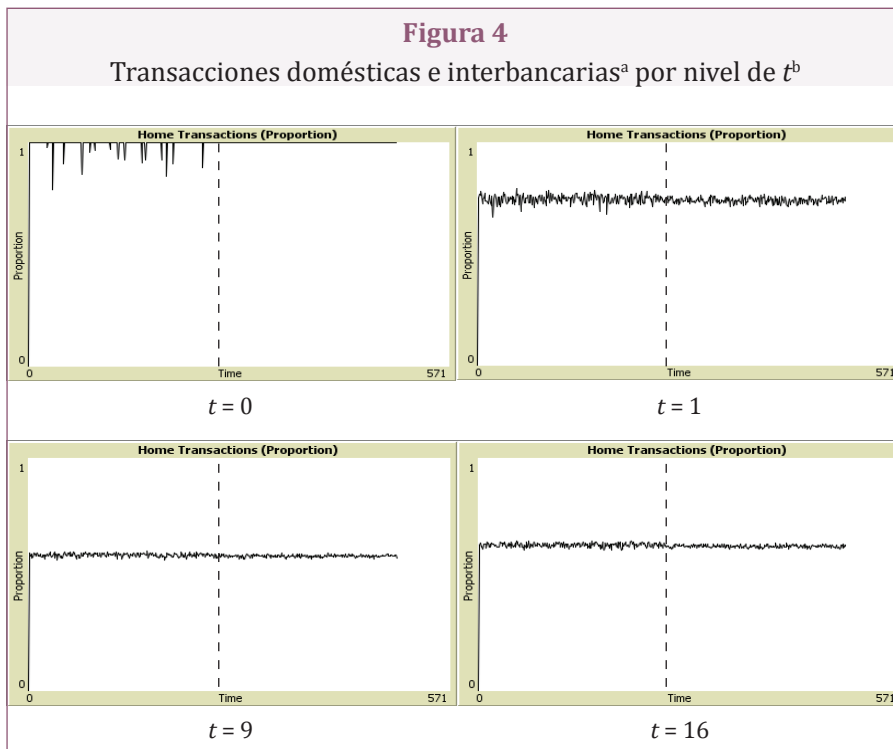 Figura 4
Transacciones domésticas e interbancariasᵃ por nivel de tᵇ
Home Transactions (Proportion)
1
Proportion
0
0
Time
571
t = 0
Home Transactions (Proportion)
1
Proportion
0
0
Time
571
t = 1
Home Transactions (Proportion)
1
Proportion
0
0
Time
571
t = 9
Home Transactions (Proportion)
1
Proportion
0
0
Time
571
t = 16